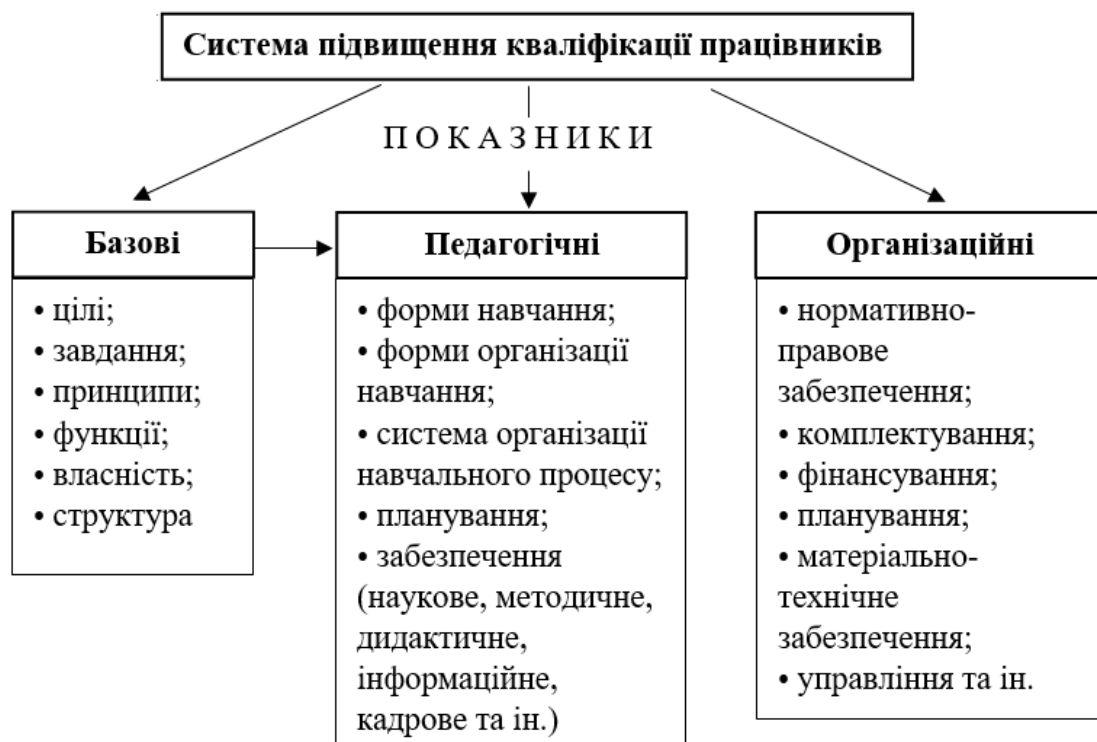 Система підвищення кваліфікації працівників
П О К А З Н И К И
Базові
• цілі;
• завдання;
• принципи;
• функції;
• власність;
• структура
Педагогічні
• форми навчання;
• форми організації
навчання;
• система організації
навчального процесу;
• планування;
• забезпечення
(наукове, методичне,
дидактичне,
інформаційне,
кадрове та ін.)
Організаційні
• нормативно-
правове
забезпечення;
• комплектування;
• фінансування;
• планування;
• матеріально-
технічне
забезпечення;
• управління та ін.